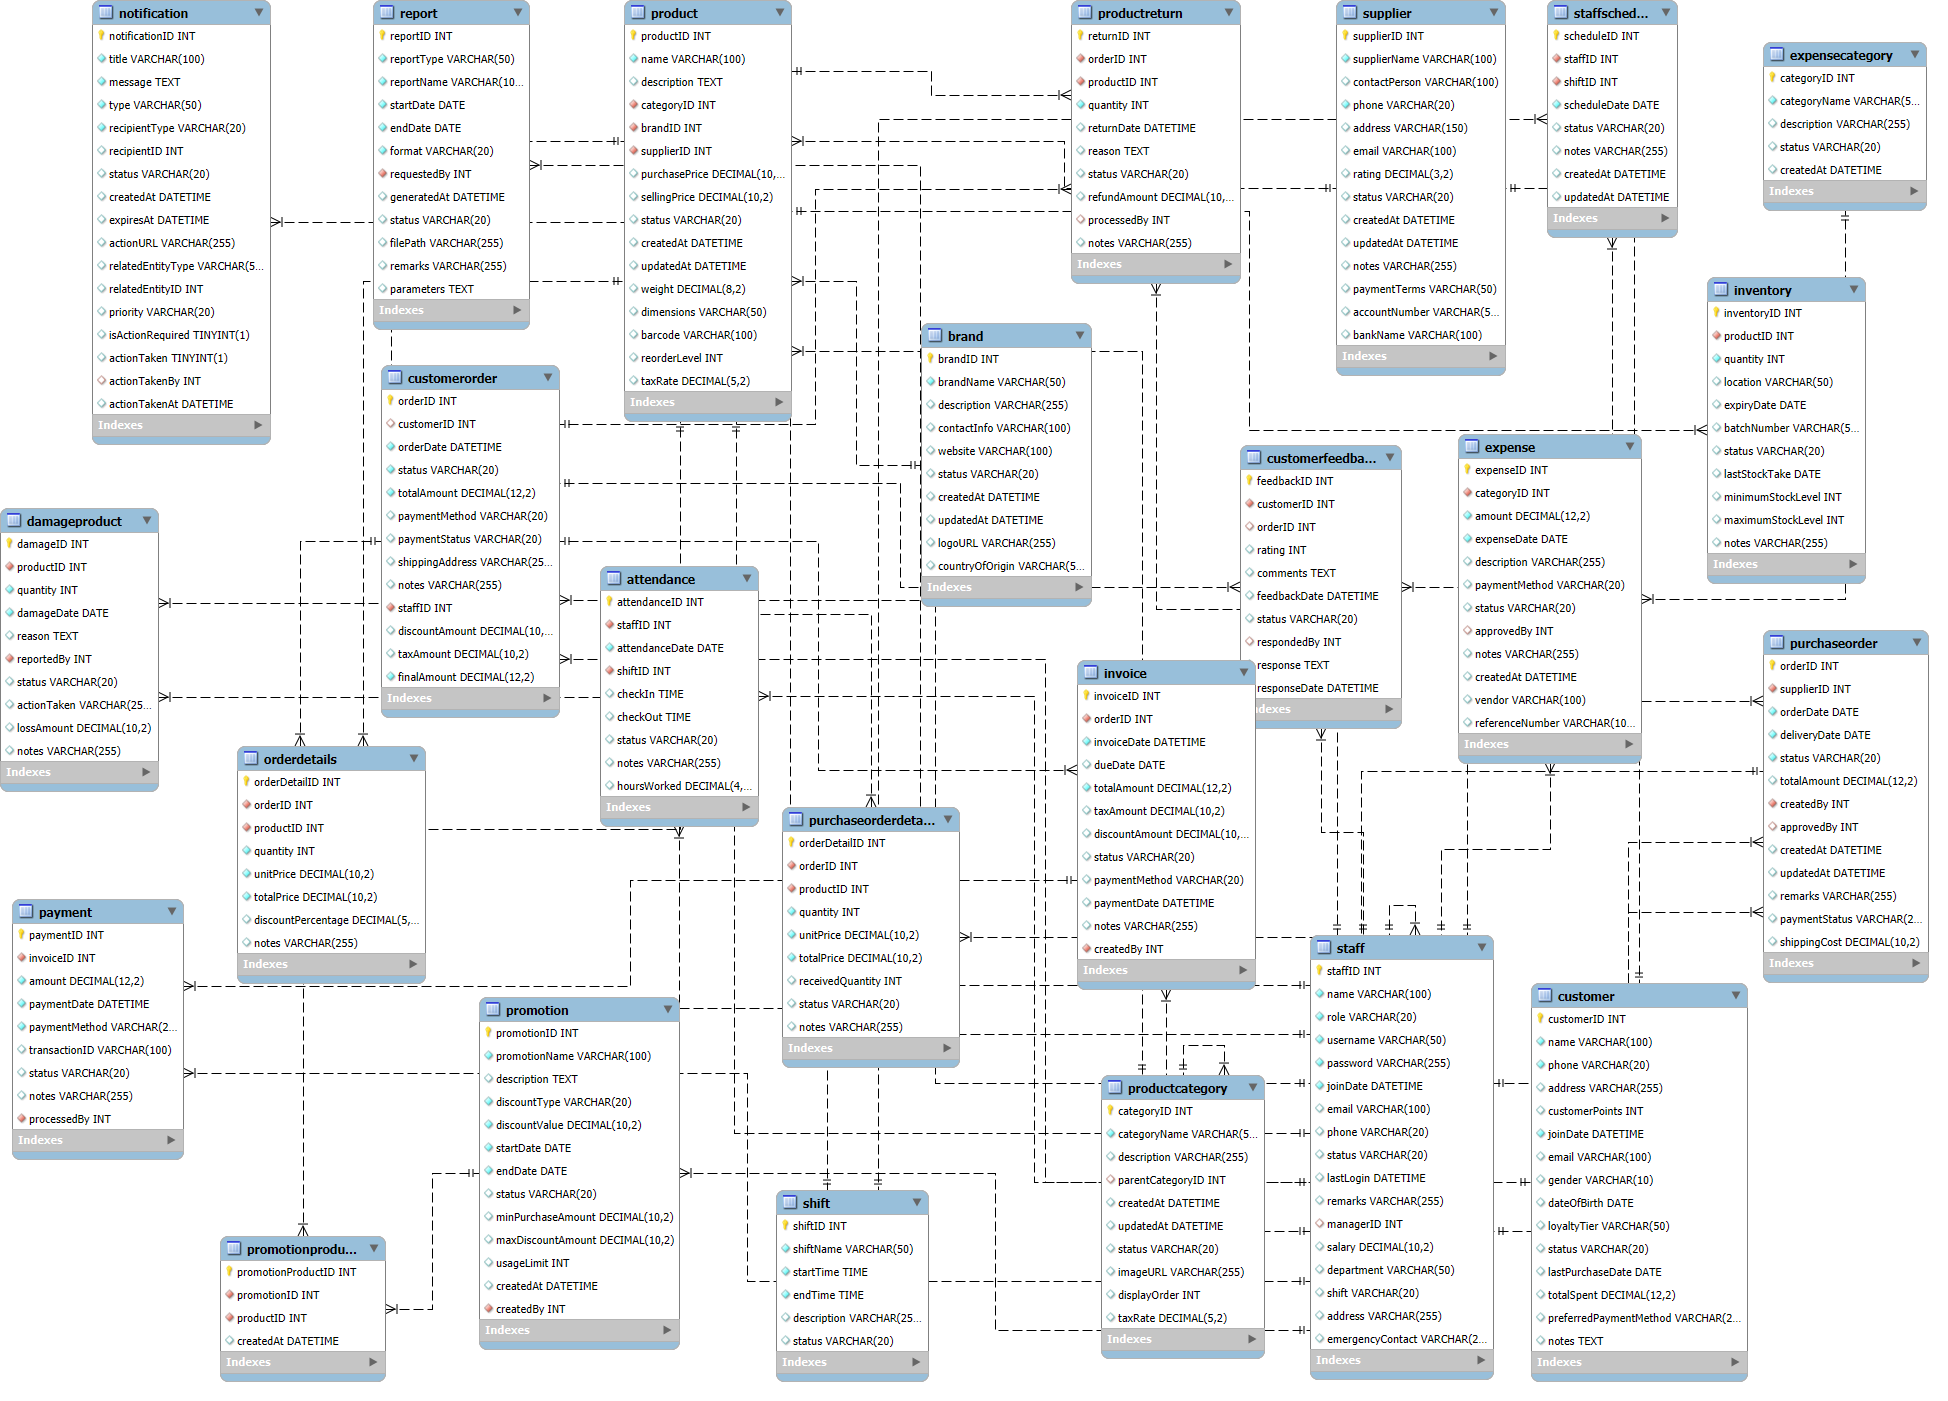 notification
notificationID INT
title VARCHAR(100)
message TEXT
type VARCHAR(50)
recipientType VARCHAR(20)
recipientID INT
status VARCHAR(20)
createdAt DATETIME
expiresAt DATETIME
actionURL VARCHAR(255)
relatedEntityType VARCHAR(5...
relatedEntityID INT
priority VARCHAR(20)
isActionRequired TINYINT(1)
actionTaken TINYINT(1)
actionTakenBy INT
actionTakenAt DATETIME
Indexes
report
reportID INT
reportType VARCHAR(50)
reportName VARCHAR(10...
startDate DATE
endDate DATE
format VARCHAR(20)
requestedBy INT
generatedAt DATETIME
status VARCHAR(20)
filePath VARCHAR(255)
remarks VARCHAR(255)
parameters TEXT
Indexes
product
productID INT
name VARCHAR(100)
description TEXT
categoryID INT
brandID INT
supplierID INT
purchasePrice DECIMAL(10,...
sellingPrice DECIMAL(10,2)
status VARCHAR(20)
createdAt DATETIME
updatedAt DATETIME
weight DECIMAL(8,2)
dimensions VARCHAR(50)
barcode VARCHAR(100)
reorderLevel INT
taxRate DECIMAL(5,2)
Indexes
productreturn
returnID INT
orderID INT
productID INT
quantity INT
returnDate DATETIME
reason TEXT
status VARCHAR(20)
refundAmount DECIMAL(10,...
processedBy INT
notes VARCHAR(255)
Indexes
supplier
supplierID INT
supplierName VARCHAR(100)
contactPerson VARCHAR(100)
phone VARCHAR(20)
address VARCHAR(150)
email VARCHAR(100)
rating DECIMAL(3,2)
status VARCHAR(20)
createdAt DATETIME
updatedAt DATETIME
notes VARCHAR(255)
paymentTerms VARCHAR(50)
accountNumber VARCHAR(5...
bankName VARCHAR(100)
Indexes
staffsched...
scheduleID INT
staffID INT
shiftID INT
scheduleDate DATE
status VARCHAR(20)
notes VARCHAR(255)
createdAt DATETIME
updatedAt DATETIME
Indexes
expensecategory
categoryID INT
categoryName VARCHAR(5...
description VARCHAR(255)
status VARCHAR(20)
createdAt DATETIME
Indexes
inventory
inventoryID INT
productID INT
quantity INT
location VARCHAR(50)
expiryDate DATE
batchNumber VARCHAR(5...
status VARCHAR(20)
lastStockTake DATE
minimumStockLevel INT
maximumStockLevel INT
notes VARCHAR(255)
Indexes
brand
brandID INT
brandName VARCHAR(50)
description VARCHAR(255)
contactInfo VARCHAR(100)
website VARCHAR(100)
status VARCHAR(20)
createdAt DATETIME
updatedAt DATETIME
logoURL VARCHAR(255)
countryOfOrigin VARCHAR(5...
Indexes
customerorder
orderID INT
customerID INT
orderDate DATETIME
status VARCHAR(20)
totalAmount DECIMAL(12,2)
paymentMethod VARCHAR(20)
paymentStatus VARCHAR(20)
shippingAddress VARCHAR(25...
notes VARCHAR(255)
staffID INT
discountAmount DECIMAL(10,...
taxAmount DECIMAL(10,2)
finalAmount DECIMAL(12,2)
Indexes
customerfeedba...
feedbackID INT
customerID INT
orderID INT
rating INT
comments TEXT
feedbackDate DATETIME
status VARCHAR(20)
respondedBy INT
response TEXT
responseDate DATETIME
Indexes
expense
expenseID INT
categoryID INT
amount DECIMAL(12,2)
expenseDate DATE
description VARCHAR(255)
paymentMethod VARCHAR(20)
status VARCHAR(20)
approvedBy INT
notes VARCHAR(255)
createdAt DATETIME
vendor VARCHAR(100)
referenceNumber VARCHAR(10...
Indexes
damageproduct
damageID INT
productID INT
quantity INT
damageDate DATE
reason TEXT
reportedBy INT
status VARCHAR(20)
actionTaken VARCHAR(25...
lossAmount DECIMAL(10,2)
notes VARCHAR(255)
Indexes
attendance
attendanceID INT
staffID INT
attendanceDate DATE
shiftID INT
checkIn TIME
checkOut TIME
status VARCHAR(20)
notes VARCHAR(255)
hoursWorked DECIMAL(4,...
Indexes
purchaseorder
orderID INT
supplierID INT
orderDate DATE
deliveryDate DATE
status VARCHAR(20)
totalAmount DECIMAL(12,2)
createdBy INT
approvedBy INT
createdAt DATETIME
updatedAt DATETIME
remarks VARCHAR(255)
paymentStatus VARCHAR(2...
shippingCost DECIMAL(10,2)
Indexes
invoice
invoiceID INT
orderID INT
invoiceDate DATETIME
dueDate DATE
totalAmount DECIMAL(12,2)
taxAmount DECIMAL(10,2)
discountAmount DECIMAL(10,...
status VARCHAR(20)
paymentMethod VARCHAR(20)
paymentDate DATETIME
notes VARCHAR(255)
createdBy INT
Indexes
orderdetails
orderDetailID INT
orderID INT
productID INT
quantity INT
unitPrice DECIMAL(10,2)
totalPrice DECIMAL(10,2)
discountPercentage DECIMAL(5,...
notes VARCHAR(255)
Indexes
purchaseorderdeta...
orderDetailID INT
orderID INT
productID INT
quantity INT
unitPrice DECIMAL(10,2)
totalPrice DECIMAL(10,2)
receivedQuantity INT
status VARCHAR(20)
notes VARCHAR(255)
Indexes
payment
paymentID INT
invoiceID INT
amount DECIMAL(12,2)
paymentDate DATETIME
paymentMethod VARCHAR(2...
transactionID VARCHAR(100)
status VARCHAR(20)
notes VARCHAR(255)
processedBy INT
Indexes
promotion
promotionID INT
promotionName VARCHAR(100)
description TEXT
discountType VARCHAR(20)
discountValue DECIMAL(10,2)
startDate DATE
endDate DATE
status VARCHAR(20)
minPurchaseAmount DECIMAL(10,2)
maxDiscountAmount DECIMAL(10,2)
usageLimit INT
createdAt DATETIME
createdBy INT
Indexes
staff
staffID INT
name VARCHAR(100)
role VARCHAR(20)
username VARCHAR(50)
password VARCHAR(255)
joinDate DATETIME
email VARCHAR(100)
phone VARCHAR(20)
status VARCHAR(20)
lastLogin DATETIME
remarks VARCHAR(255)
managerID INT
salary DECIMAL(10,2)
department VARCHAR(50)
shift VARCHAR(20)
address VARCHAR(255)
emergencyContact VARCHAR(2...
Indexes
customer
customerID INT
name VARCHAR(100)
phone VARCHAR(20)
address VARCHAR(255)
customerPoints INT
joinDate DATETIME
email VARCHAR(100)
gender VARCHAR(10)
dateOfBirth DATE
loyaltyTier VARCHAR(50)
status VARCHAR(20)
lastPurchaseDate DATE
totalSpent DECIMAL(12,2)
preferredPaymentMethod VARCHAR(2...
notes TEXT
Indexes
productcategory
categoryID INT
categoryName VARCHAR(5...
description VARCHAR(255)
parentCategoryID INT
createdAt DATETIME
updatedAt DATETIME
status VARCHAR(20)
imageURL VARCHAR(255)
displayOrder INT
taxRate DECIMAL(5,2)
Indexes
shift
shiftID INT
shiftName VARCHAR(50)
startTime TIME
endTime TIME
description VARCHAR(25...
status VARCHAR(20)
Indexes
promotionprodu...
promotionProductID INT
promotionID INT
productID INT
createdAt DATETIME
Indexes